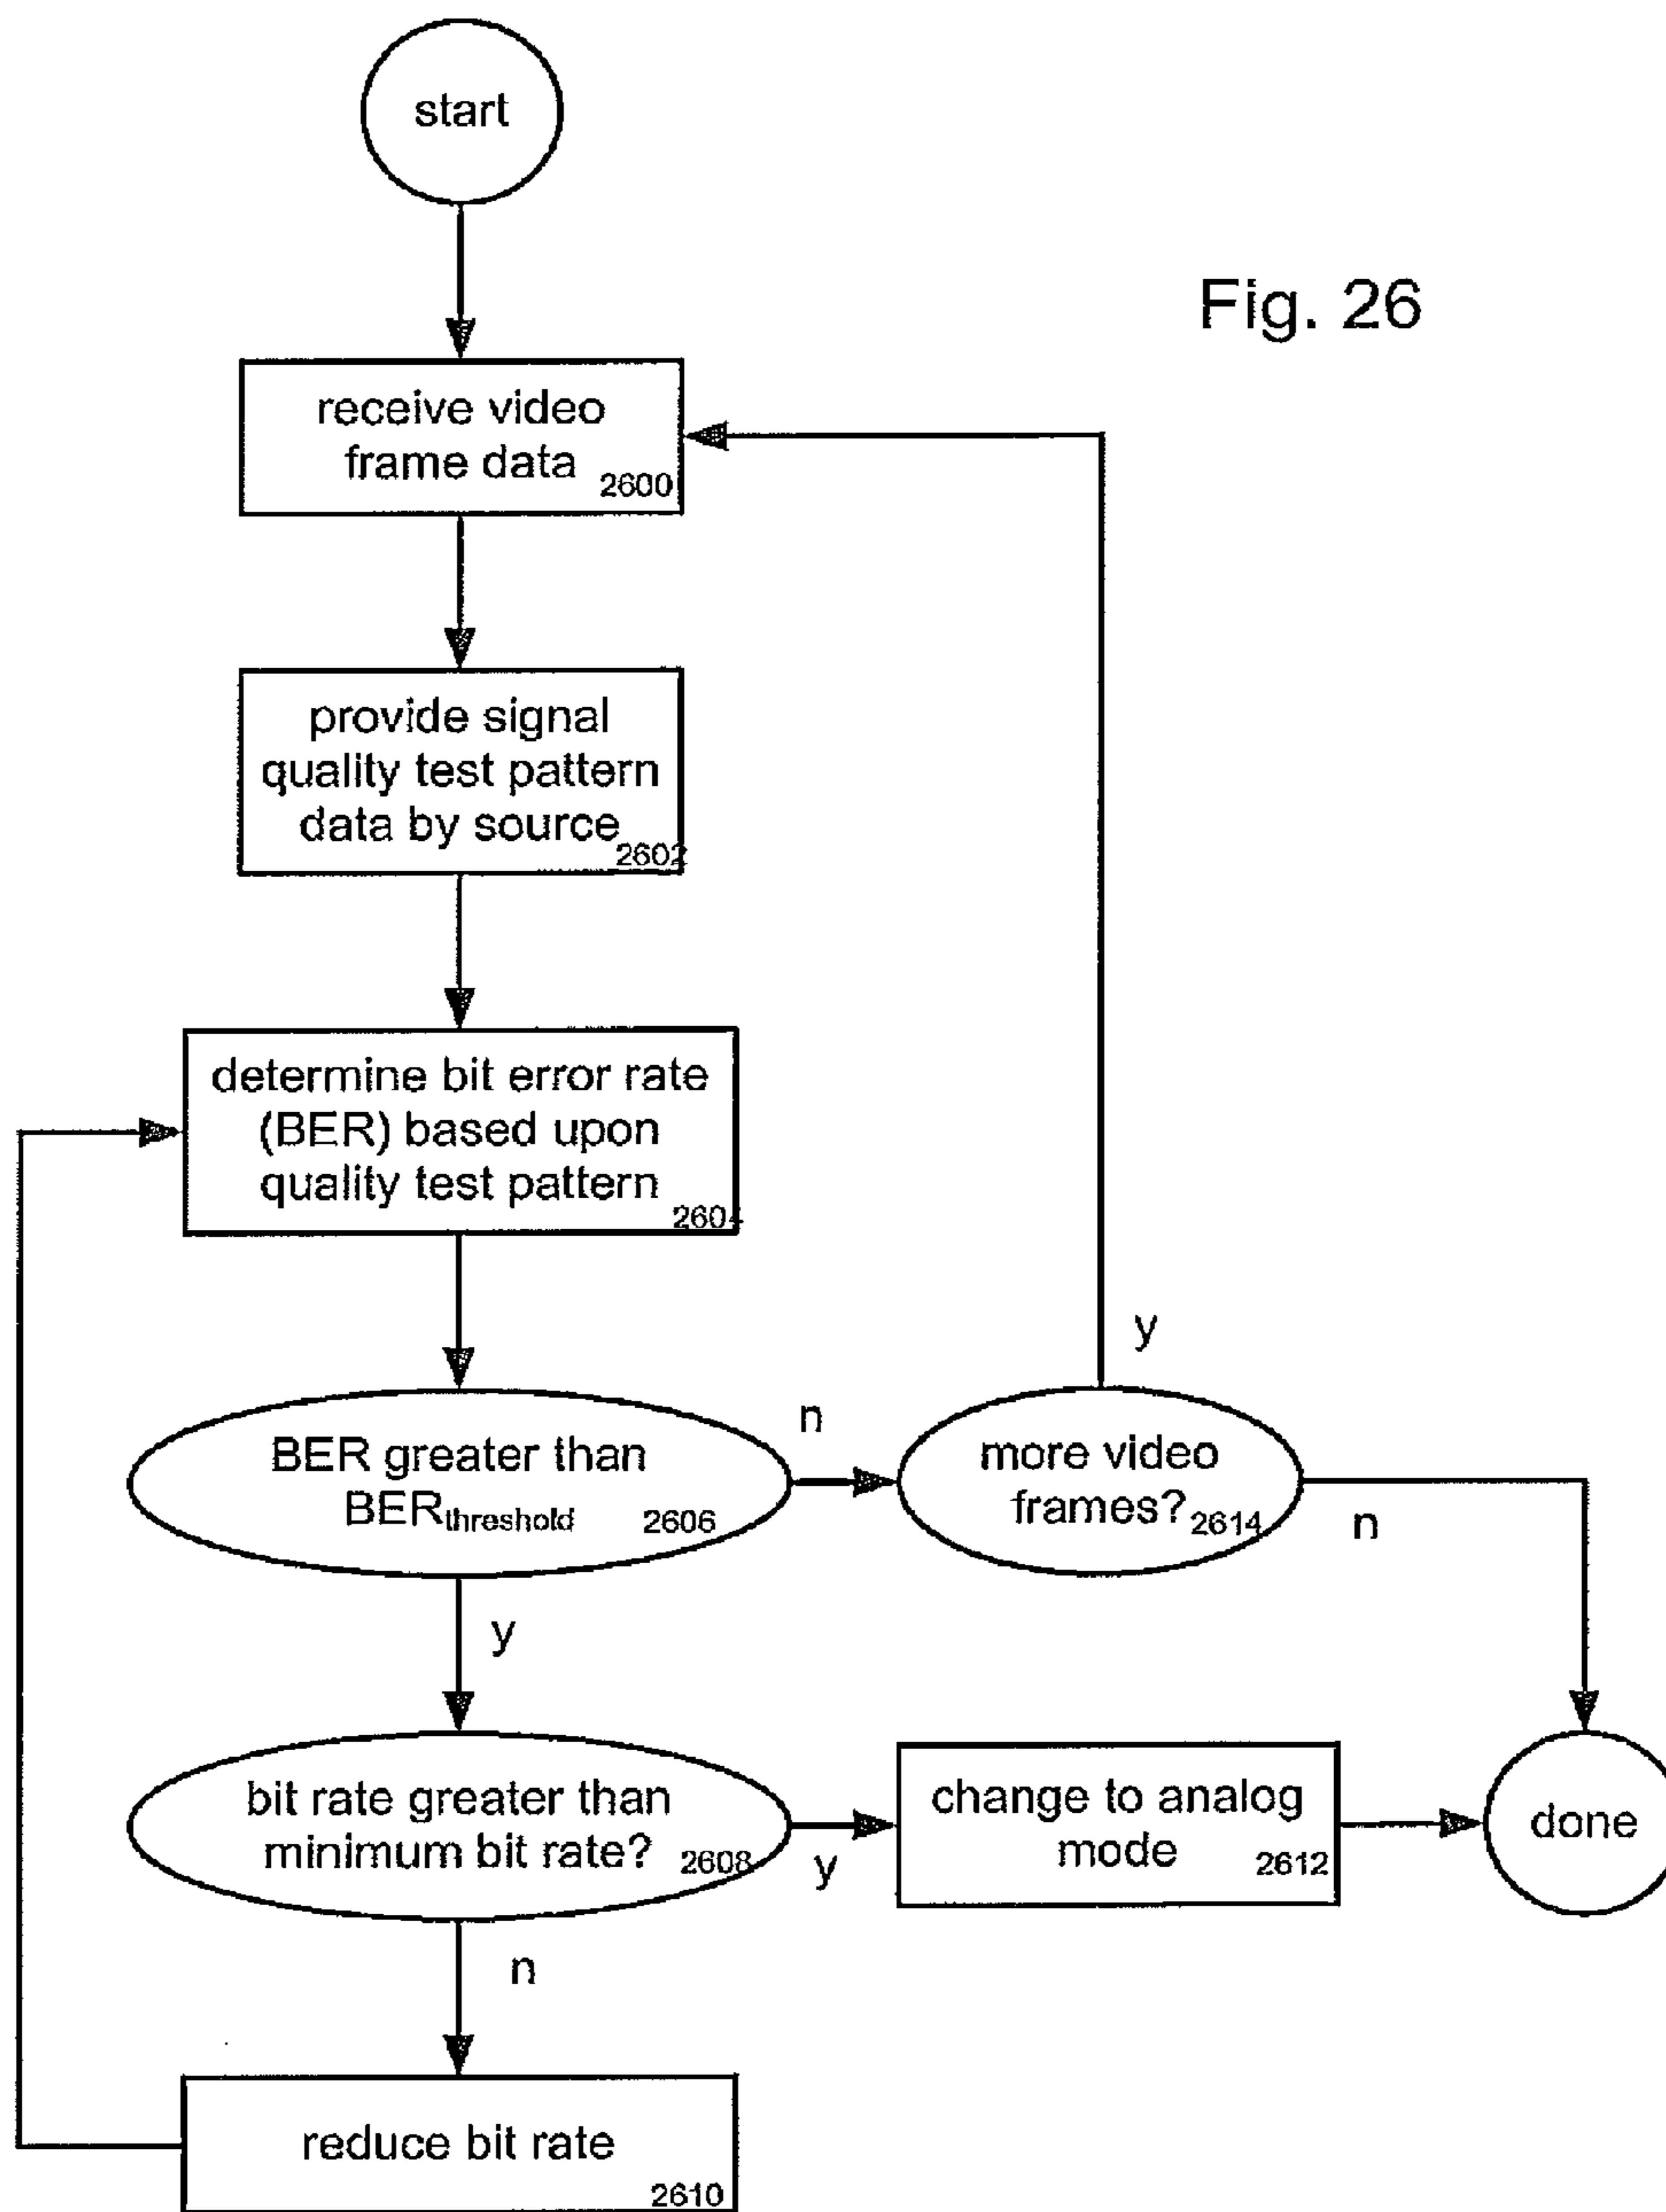 start
Fig. 26
receive video
frame data
2600
provide signal
quality test pattern
data by source
2602
determine bit error rate
(BER) based upon
quality test pattern
2604
BER greater than
BERthreshold 2606
n
more video
frames? 2614
y
n
y
bit rate greater than
minimum bit rate? 2608
y
change to analog
mode 2612
done
n
reduce bit rate
2610